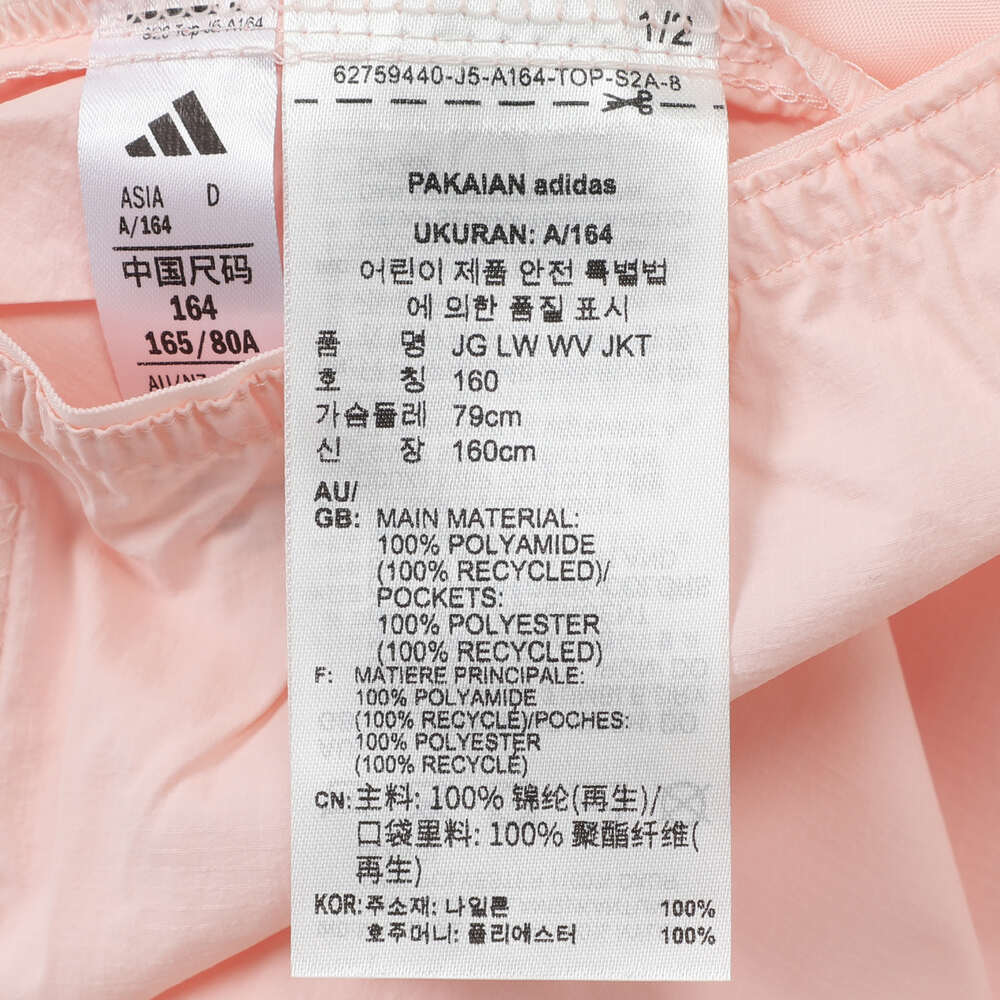 ASIA D
A/164
中国尺码
164
165/80A
AU/NZ
1/2
62759440-J5-A164-TOP-S2A-8
PAKAIAN adidas
UKURAN: A/164
어린이 제품 안전 특별법
에 의한 품질 표시
품 명 JG LW WV JKT
호 칭 160
가슴둘레 79cm
신 장 160cm
AU/
GB: MAIN MATERIAL:
100% POLYAMIDE
(100% RECYCLED)/
POCKETS:
100% POLYESTER
(100% RECYCLED)
F: MATIERE PRINCIPALE:
100% POLYAMIDE
(100% RECYCLÉ)/POCHES:
100% POLYESTER
(100% RECYCLÉ)
CN: 主料: 100% 锦纶(再生)/
口袋里料: 100% 聚酯纤维(
再生)
KOR: 주소재: 나일론 100%
호주머니: 폴리에스터 100%